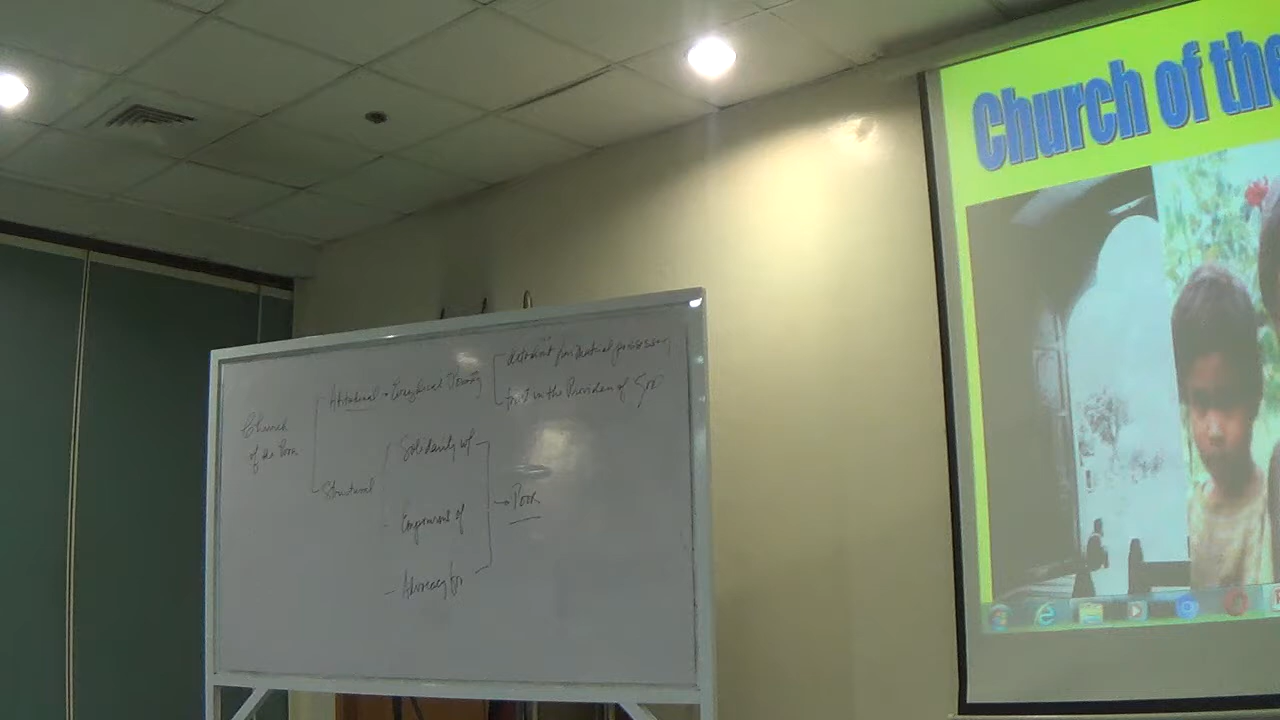 Church of the
Church
of the Poor
Attitudinal → Evangelical Poverty
detachment from material possession
trust in the Providence of God
Structural
Solidarity w/
of
Advocacy for
→ Poor